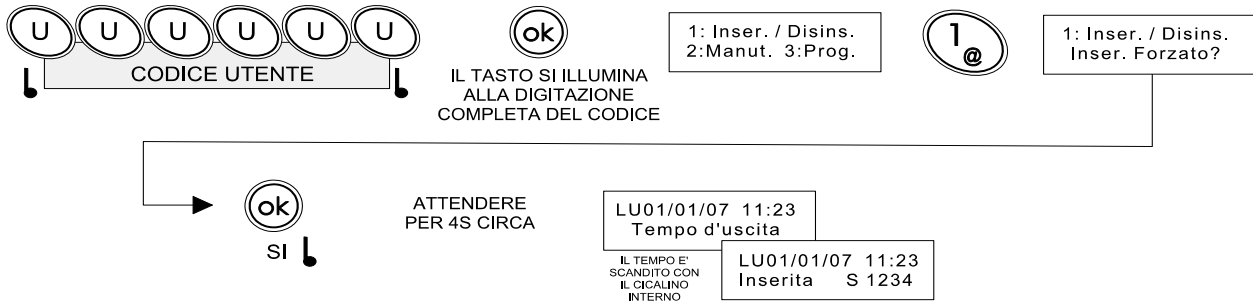 U U U U U U
CODICE UTENTE
ok
IL TASTO SI ILLUMINA
ALLA DIGITAZIONE
COMPLETA DEL CODICE
1: Inser. / Disins.
2:Manut. 3:Prog.
1@
1: Inser. / Disins.
Inser. Forzato?
ok
SI
ATTENDERE
PER 4S CIRCA
LU01/01/07 11:23
Tempo d'uscita
IL TEMPO E'
SCANDITO CON
IL CICALINO
INTERNO
LU01/01/07 11:23
Inserita S 1234